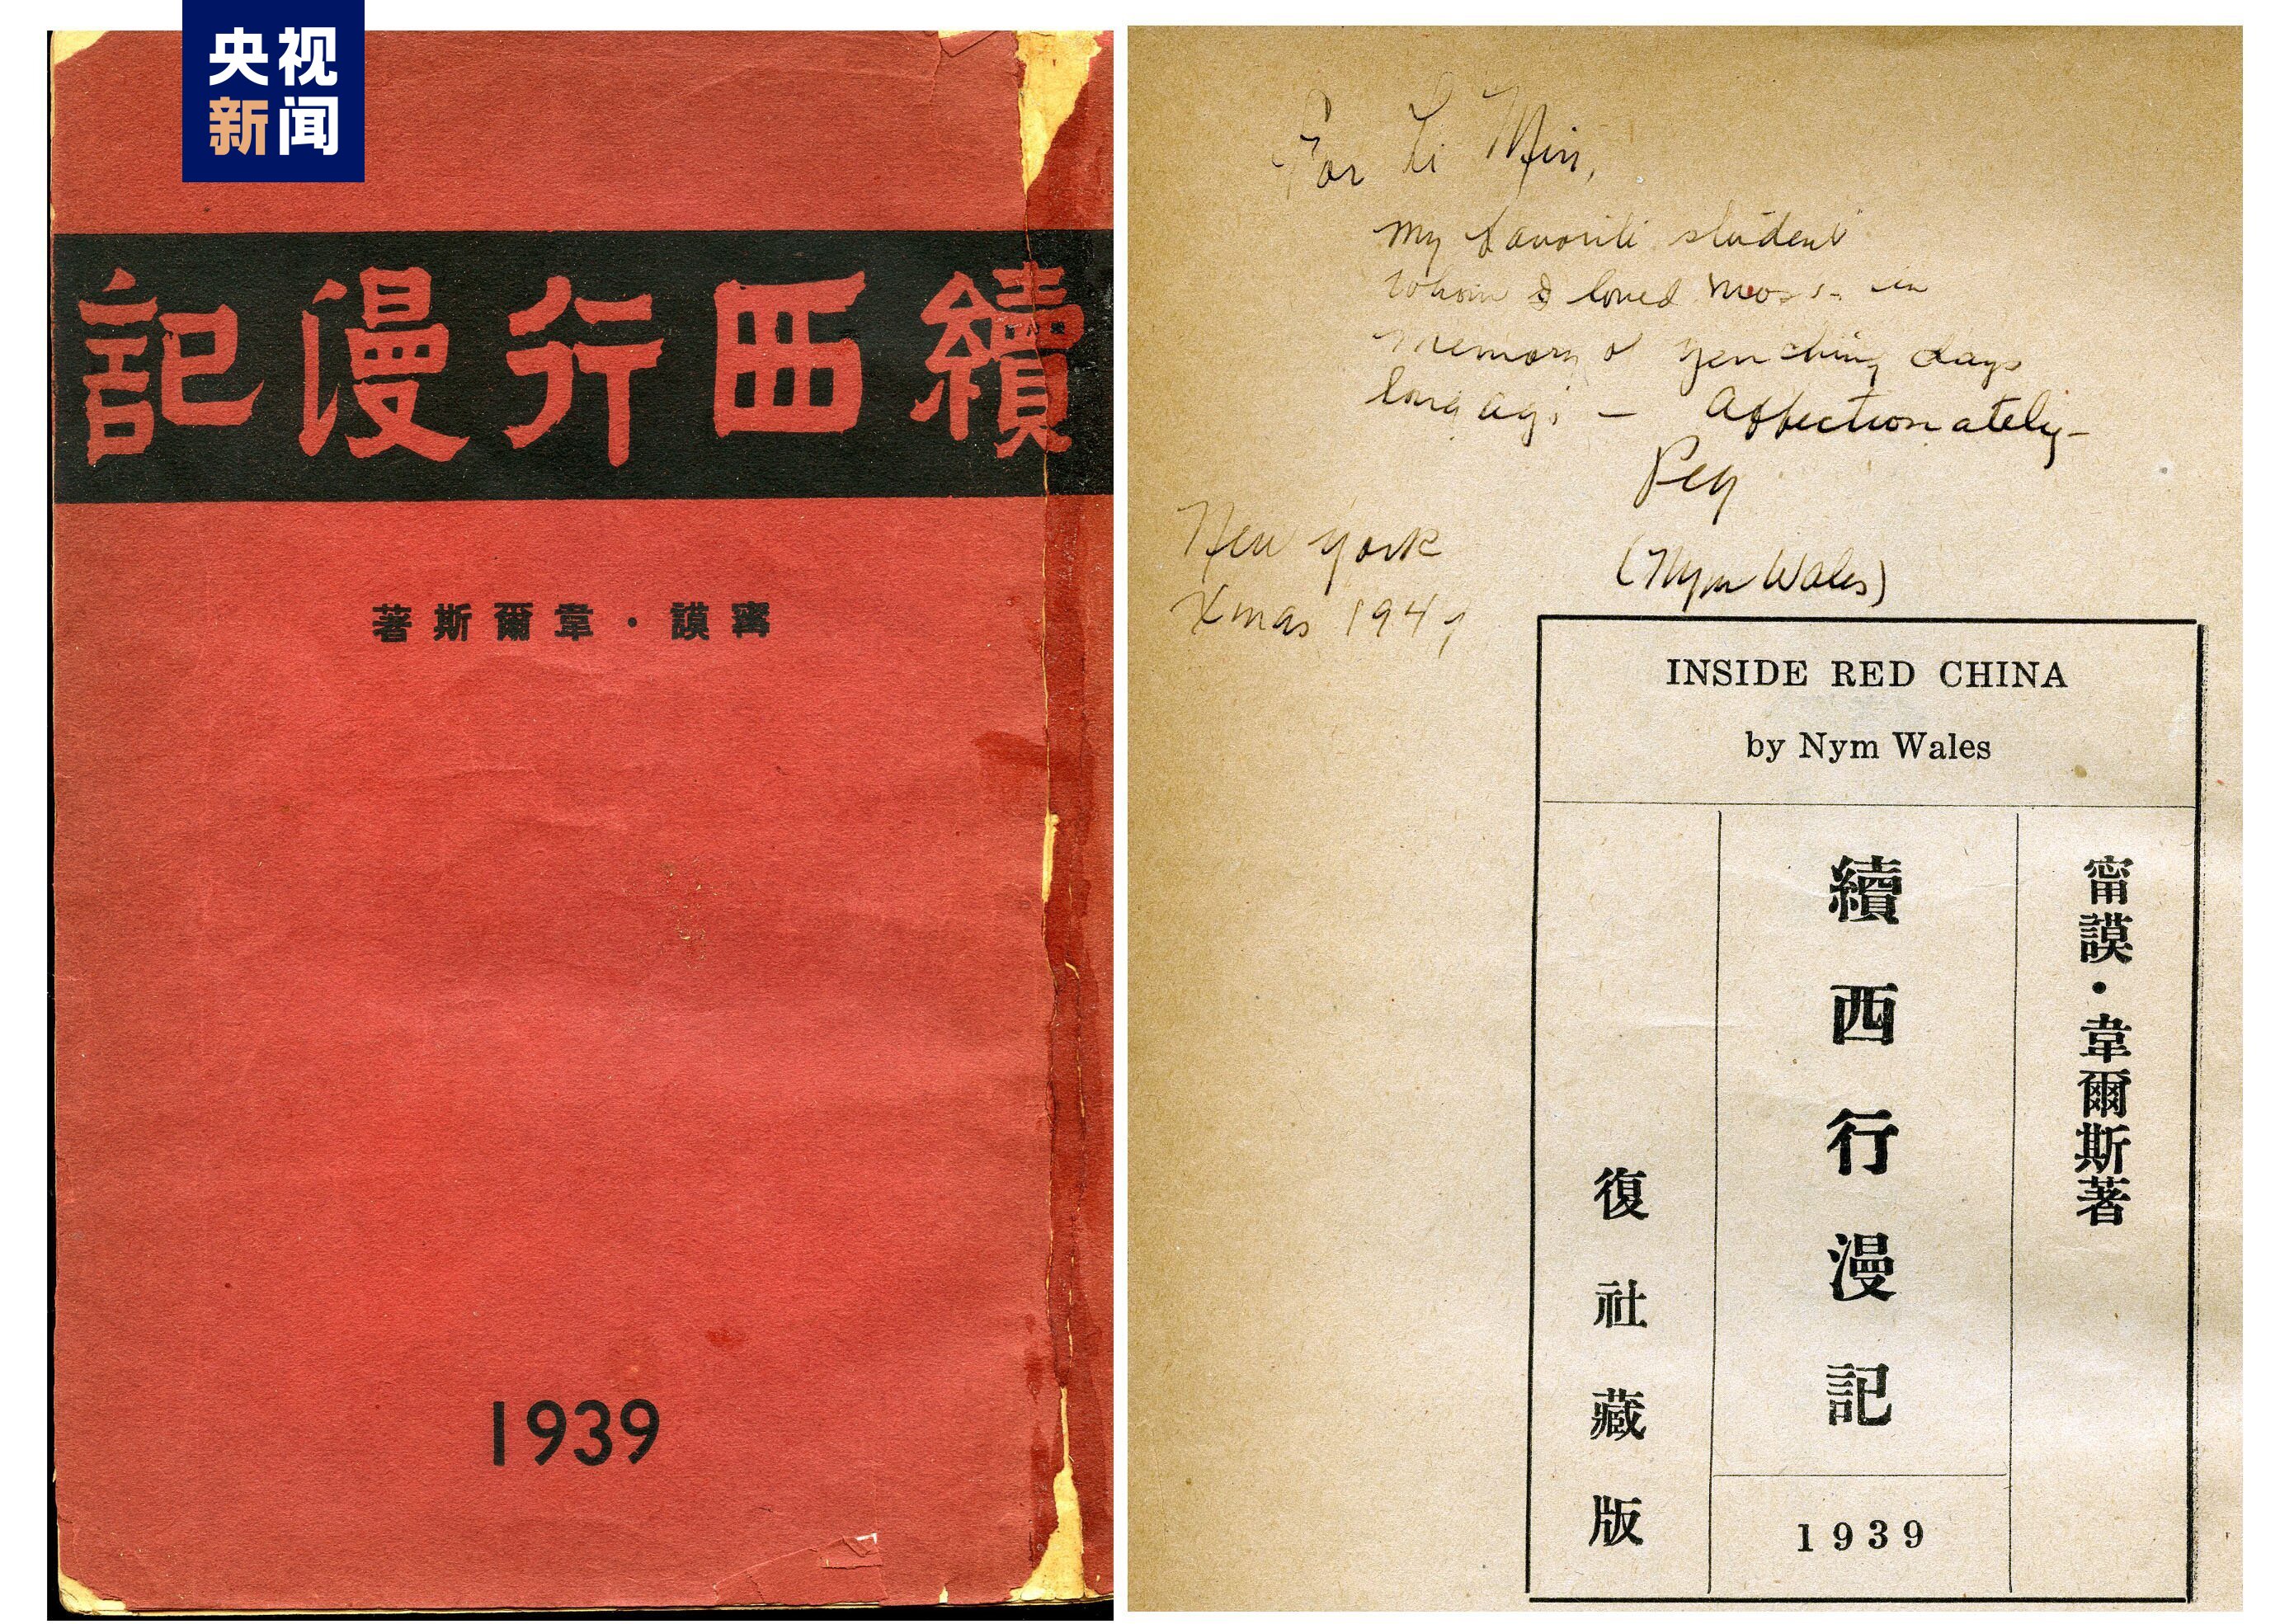 央视
新闻
續西行漫記
寗謨·韋爾斯著
1939
For Li Min,
My favorite student
whom I loved most in
memory of Yenching days
long ago — Affectionately —
Peg
(Nym Wales)
New York
Xmas 1949
INSIDE RED CHINA
by Nym Wales
甯謨·韋爾斯著
續西行漫記
1939
復社藏版